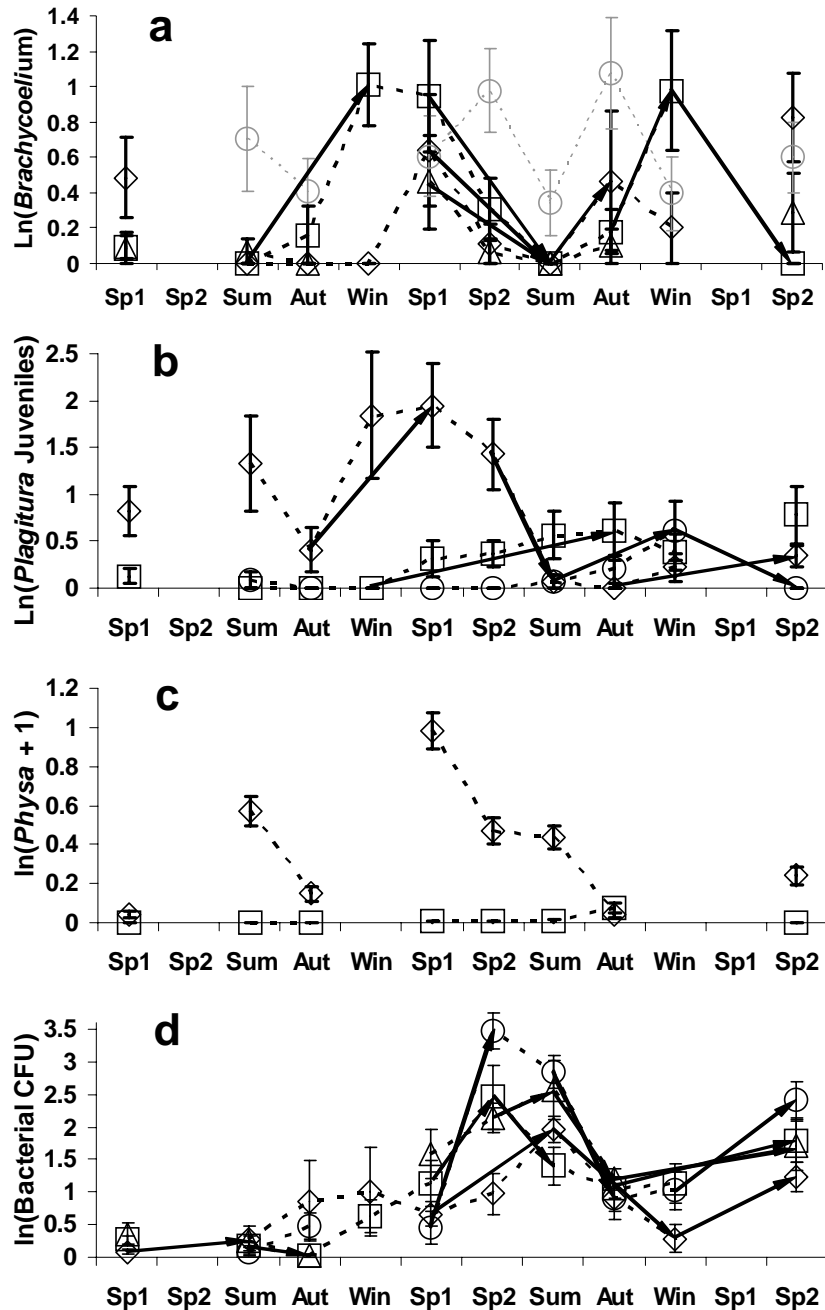 a
Ln(Brachycoelium)
1.4
1.2
1
0.8
0.6
0.4
0.2
0
Sp1 Sp2 Sum Aut Win Sp1 Sp2 Sum Aut Win Sp1 Sp2
b
Ln(Plagitura Juveniles)
2.5
2
1.5
1
0.5
0
Sp1 Sp2 Sum Aut Win Sp1 Sp2 Sum Aut Win Sp1 Sp2
c
ln(Physa + 1)
1.2
1
0.8
0.6
0.4
0.2
0
Sp1 Sp2 Sum Aut Win Sp1 Sp2 Sum Aut Win Sp1 Sp2
d
ln(Bacterial CFU)
3.5
3
2.5
2
1.5
1
0.5
0
Sp1 Sp2 Sum Aut Win Sp1 Sp2 Sum Aut Win Sp1 Sp2